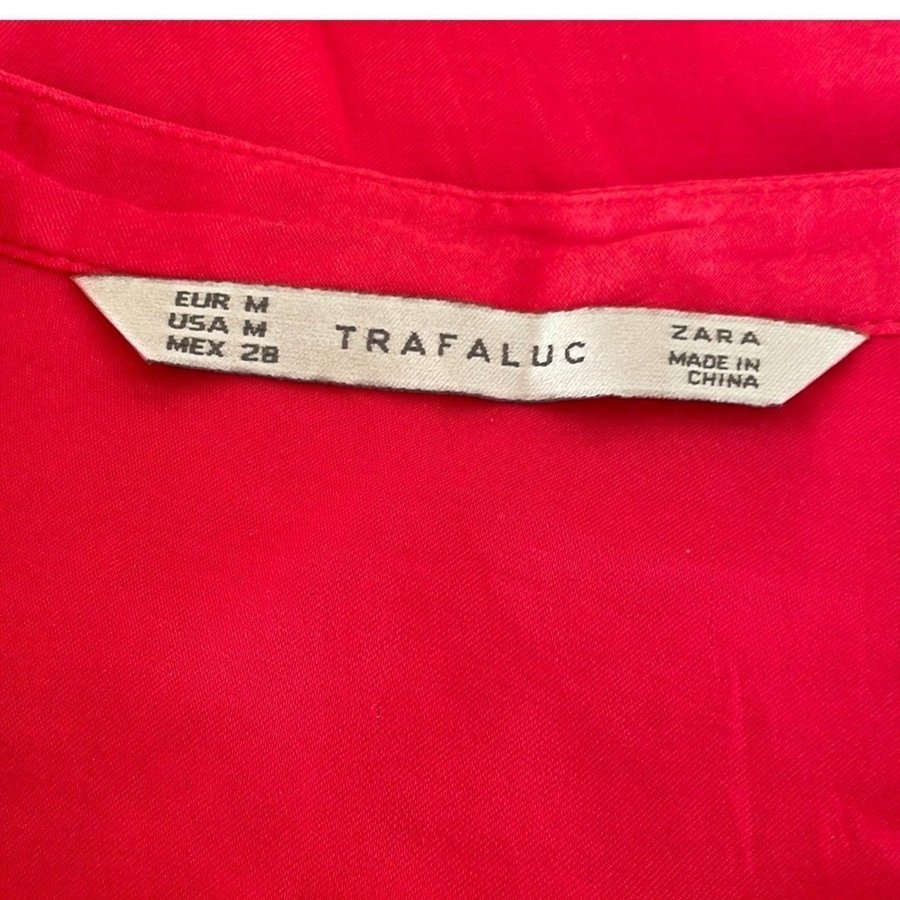 EUR M
USA M
MEX 28
TRAFALUC
ZARA
MADE IN
CHINA